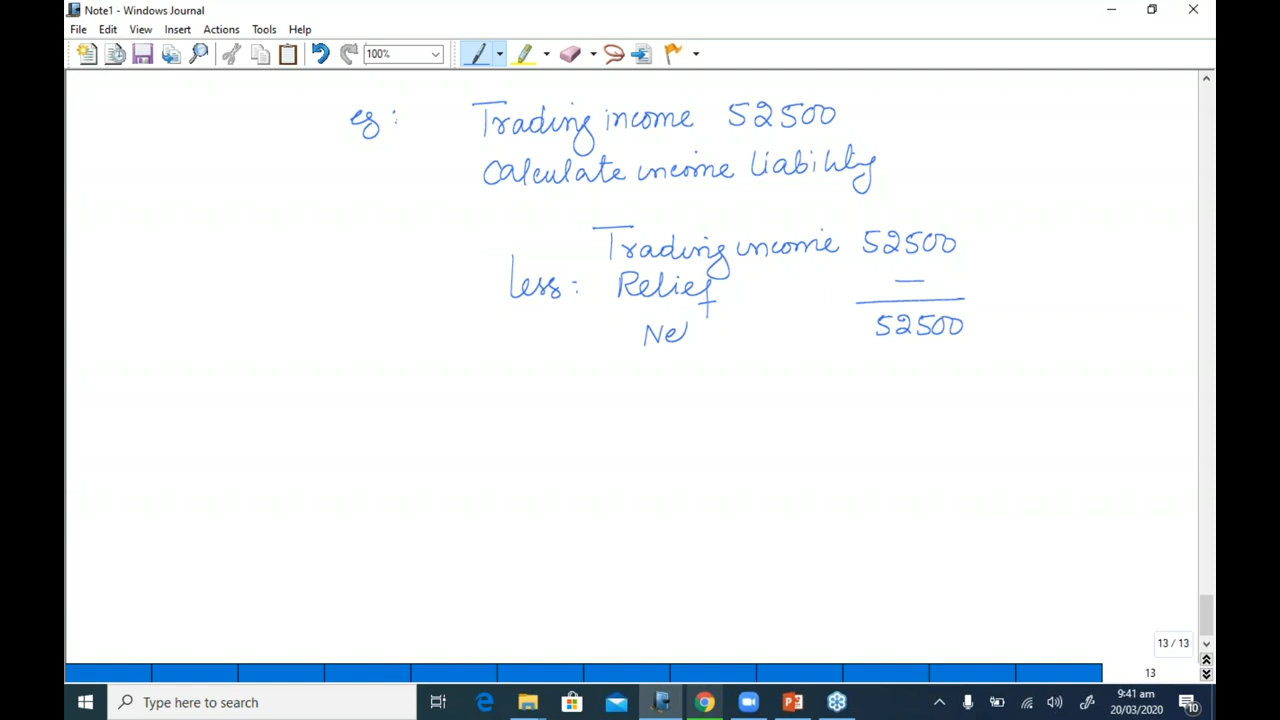 Note1 - Windows Journal
File Edit View Insert Actions Tools Help
100%
eg: Trading income 52500
Calculate income liability
Trading income 52500
less: Relief —
Ne 52500
13 / 13
13
Type here to search
9:41 am
20/03/2020
10